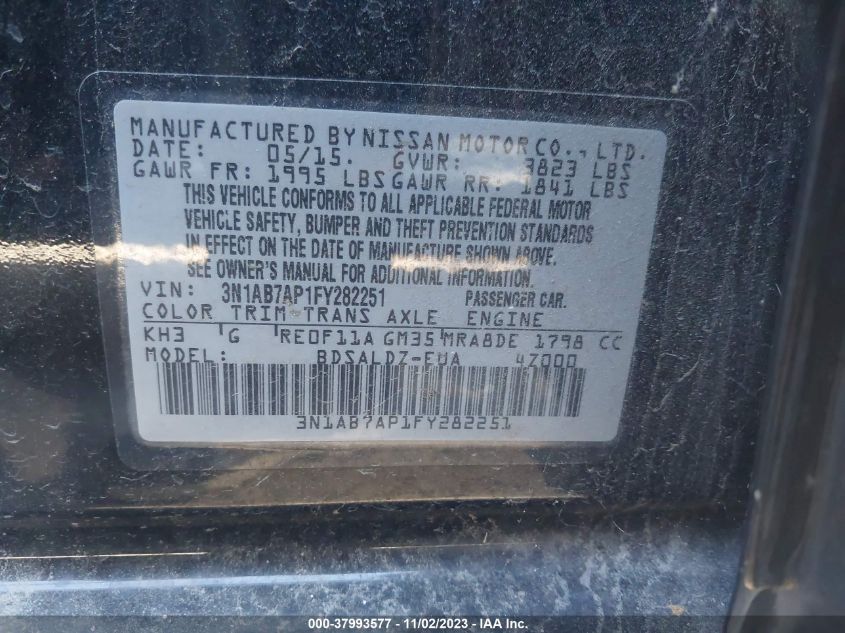 MANUFACTURED BY NISSAN MOTOR CO., LTD.
DATE: 05/15. GVWR: 3823 LBS
GAWR FR: 1995 LBS GAWR RR: 1841 LBS
THIS VEHICLE CONFORMS TO ALL APPLICABLE FEDERAL MOTOR
VEHICLE SAFETY, BUMPER AND THEFT PREVENTION STANDARDS
IN EFFECT ON THE DATE OF MANUFACTURE SHOWN ABOVE.
SEE OWNER'S MANUAL FOR ADDITIONAL INFORMATION.
VIN: 3N1AB7AP1FY282251 PASSENGER CAR.
COLOR TRIM TRANS AXLE ENGINE
KH3 G RE0F11A GM35 MRA8DE 1798 CC
MODEL: BDSALDZ-EUA 4Z000
3N1AB7AP1FY282251
000-37993577 - 11/02/2023 - IAA Inc.